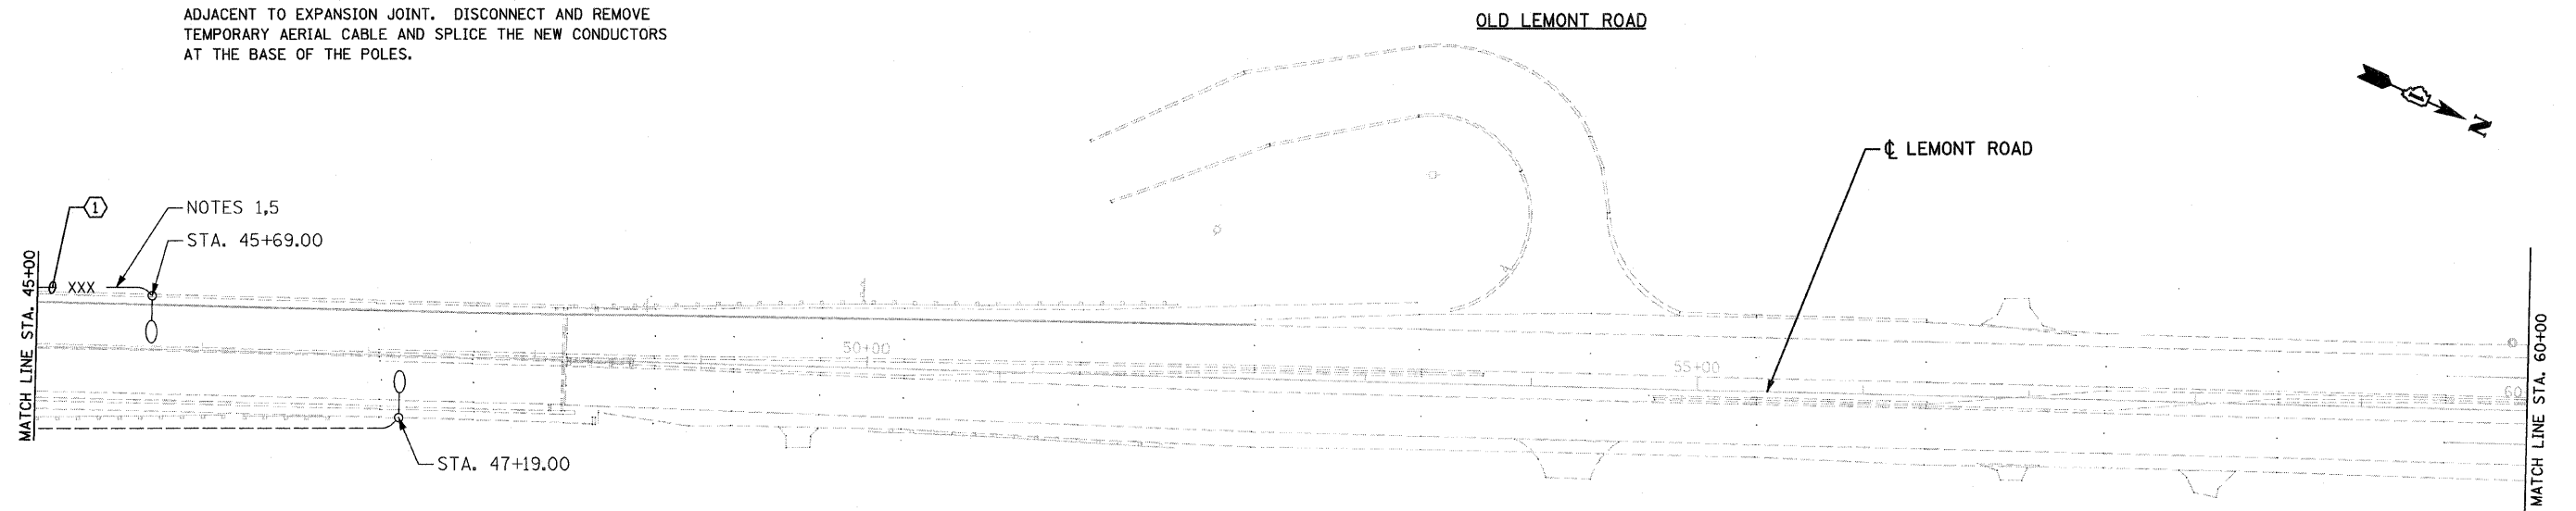 ADJACENT TO EXPANSION JOINT. DISCONNECT AND REMOVE
TEMPORARY AERIAL CABLE AND SPLICE THE NEW CONDUCTORS
AT THE BASE OF THE POLES.
OLD LEMONT ROAD
N
℄ LEMONT ROAD
1
NOTES 1,5
STA. 45+69.00
XXX
MATCH LINE STA. 45+00
50+00
55+00
60
STA. 47+19.00
MATCH LINE STA. 60+00